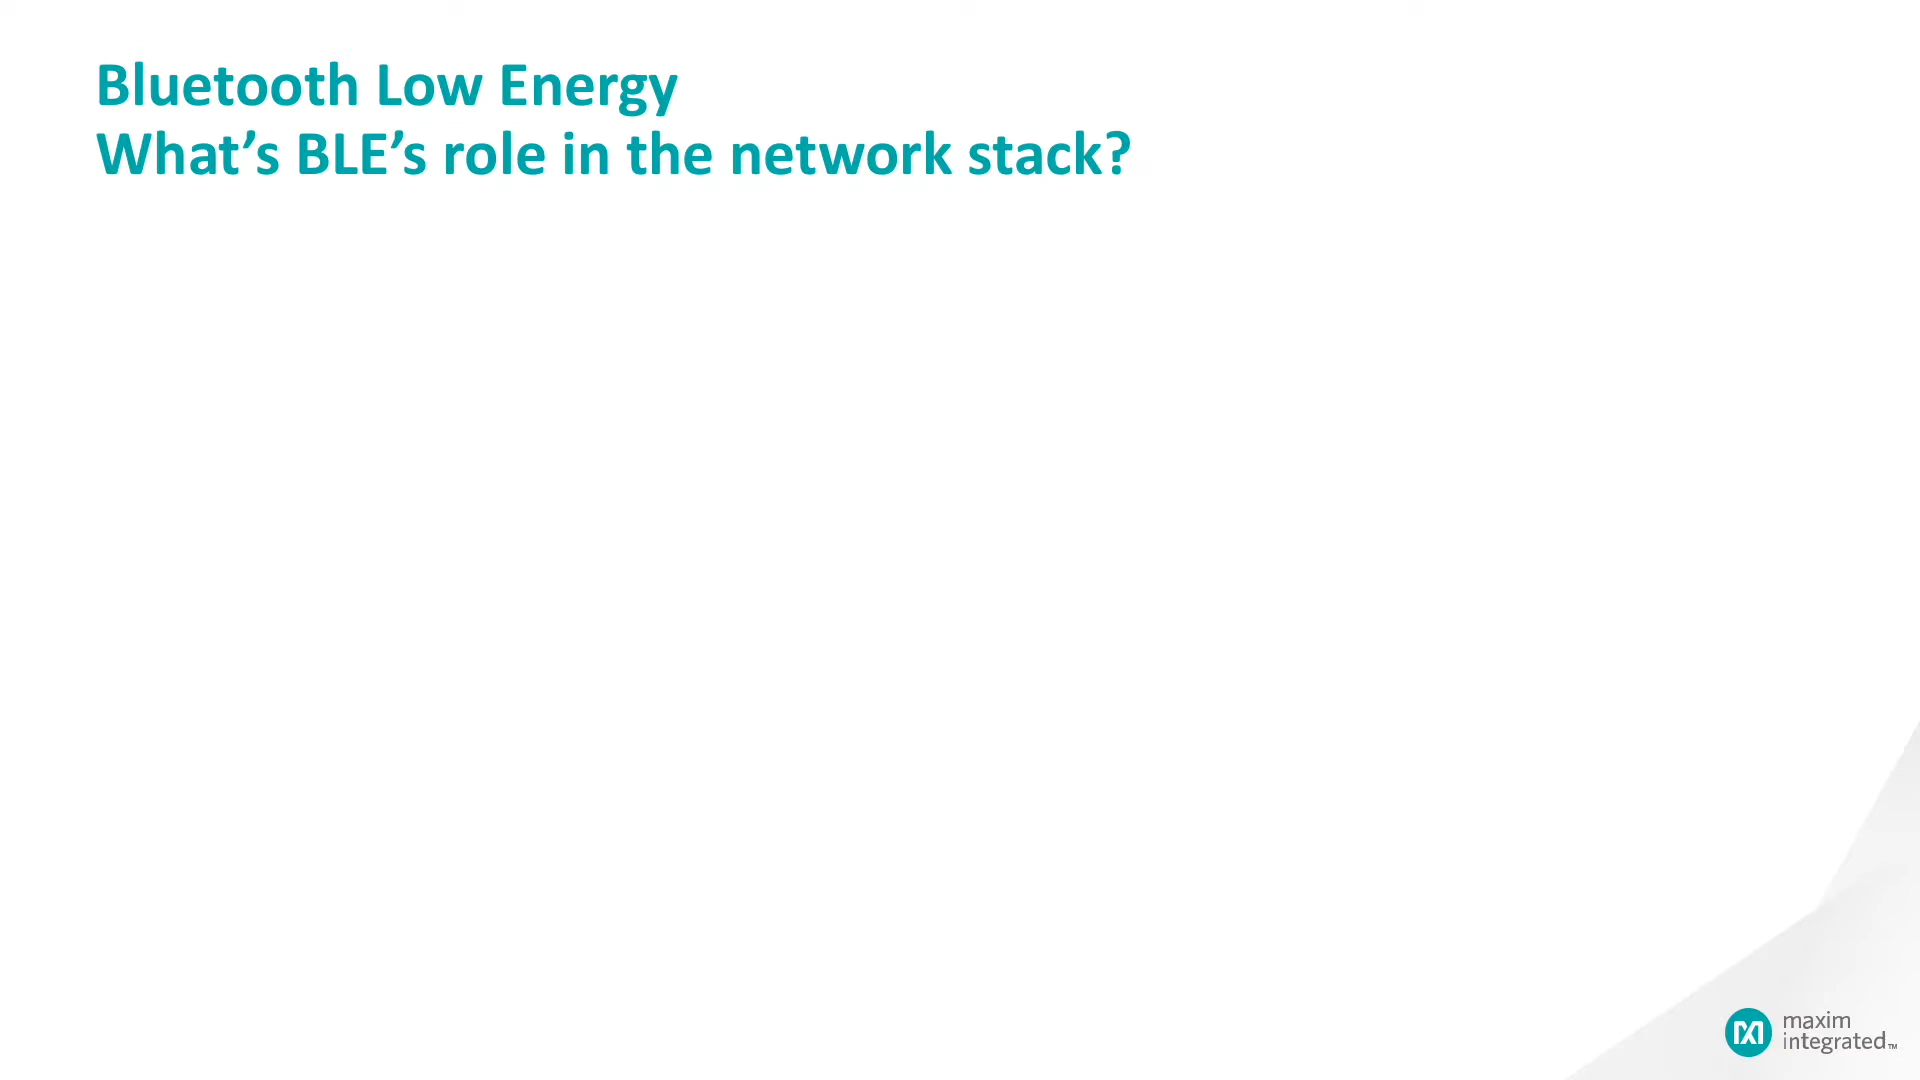 Bluetooth Low Energy
What’s BLE’s role in the network stack?
maxim
integrated™